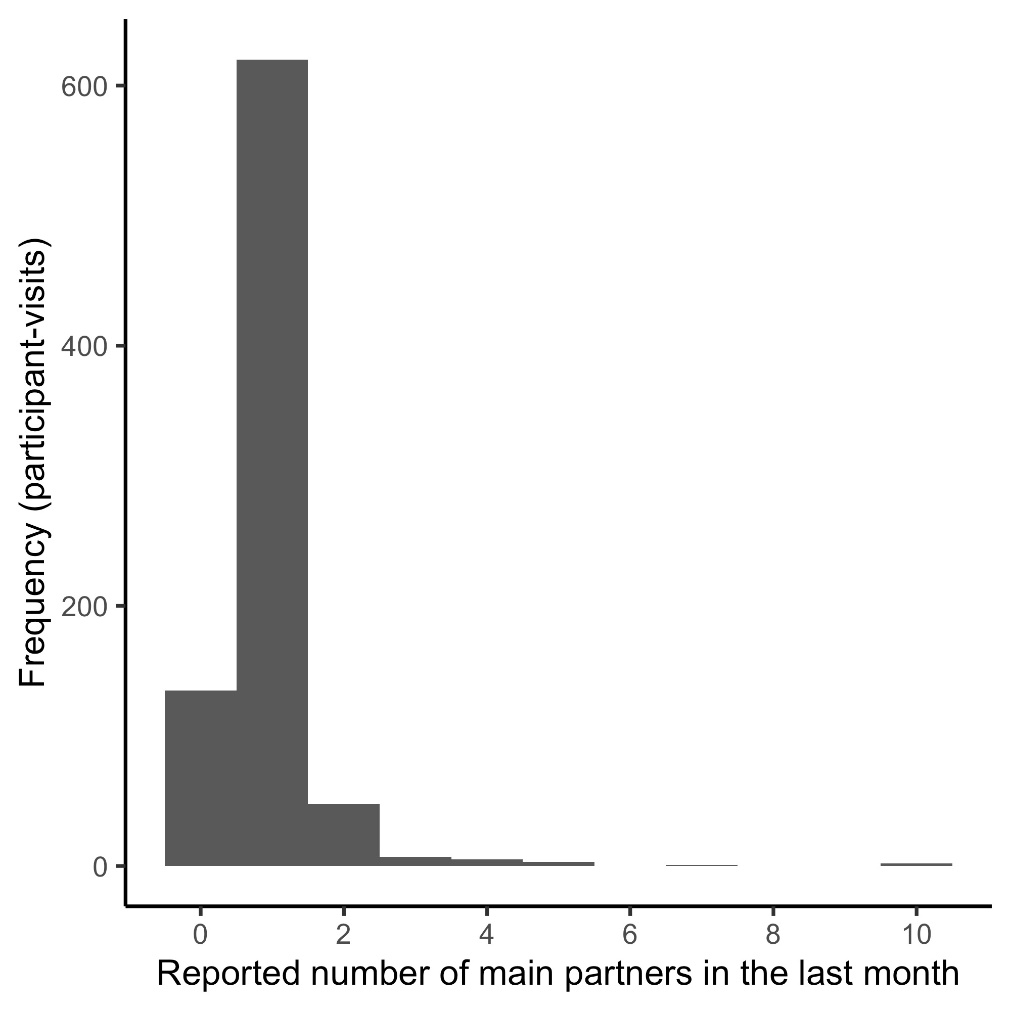 Frequency (participant-visits)
600
400
200
0
0 2 4 6 8 10
Reported number of main partners in the last month